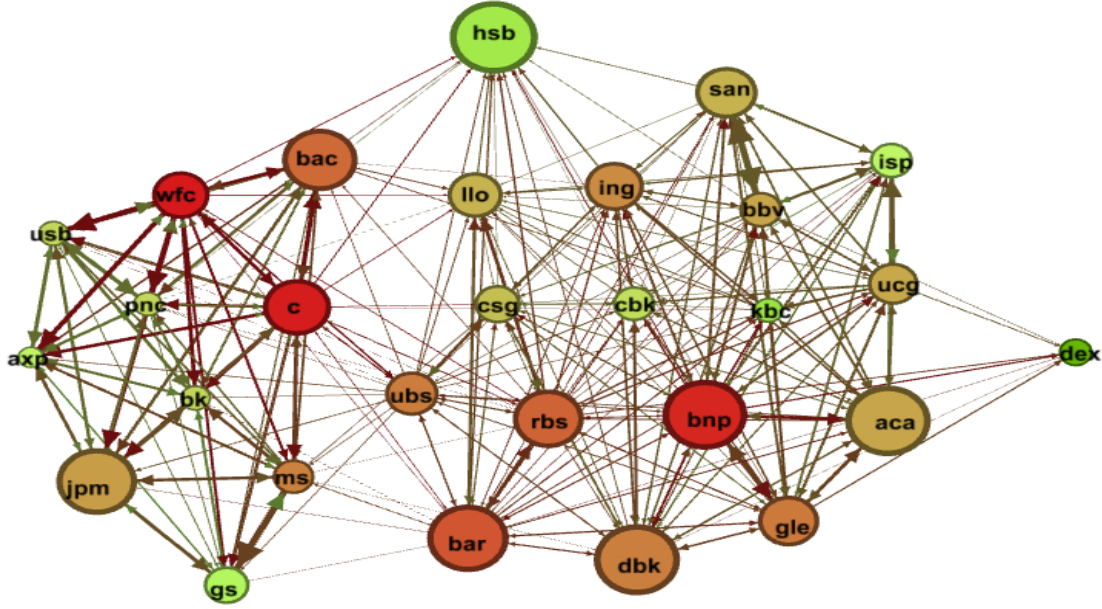 hsb
san
bac
isp
wfc
llo
ing
bbv
usb
ucg
pnc
c
csg
cbk
kbc
axp
dex
bk
ubs
rbs
bnp
aca
jpm
ms
bar
gle
dbk
gs